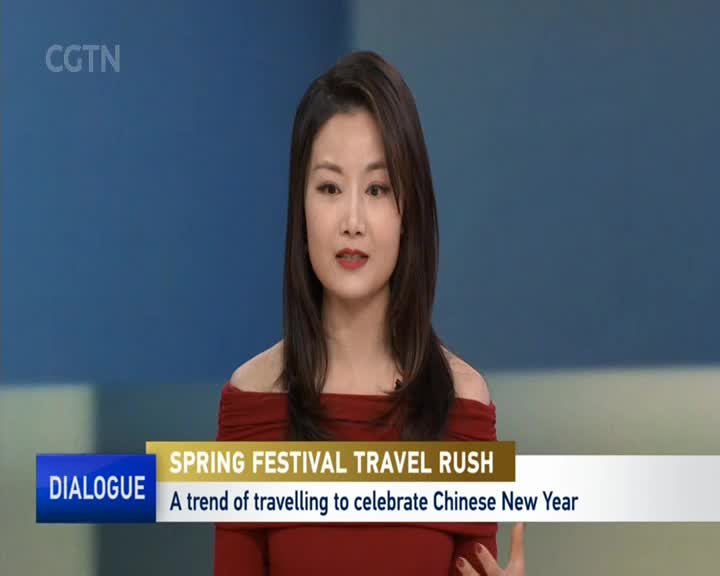 CGTN
SPRING FESTIVAL TRAVEL RUSH
DIALOGUE
A trend of travelling to celebrate Chinese New Year